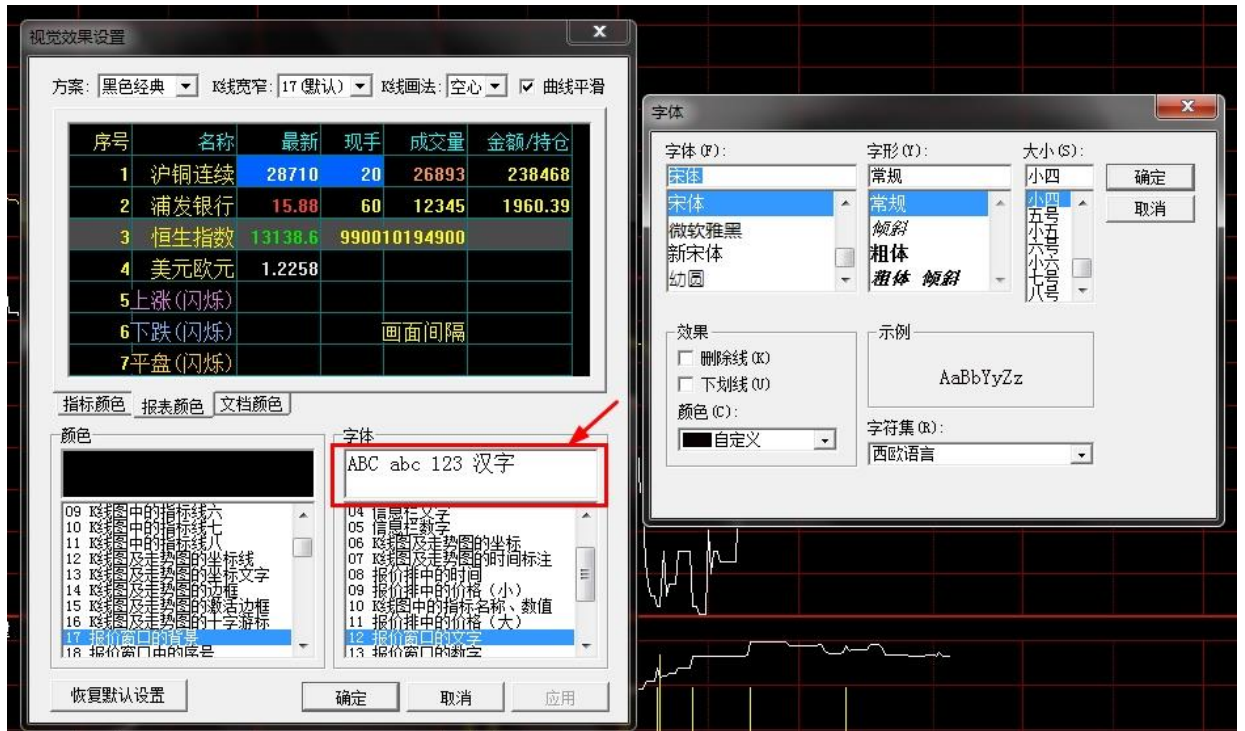 视觉效果设置
x
方案: 黑色经典 K线宽窄: 17(默认) K线画法: 空心 曲线平滑
序号 名称 最新 现手 成交量 金额/持仓
1 沪铜连续 28710 20 26893 238468
2 浦发银行 15.88 60 12345 1960.39
3 恒生指数 13138.6 990010194900
4 美元欧元 1.2258
5 上涨(闪烁)
6 下跌(闪烁) 画面间隔
7 平盘(闪烁)
指标颜色 报表颜色 文档颜色
颜色
09 K线图中的指标线六
10 K线图中的指标线七
11 K线图中的指标线八
12 K线图及走势图的坐标线
13 K线图及走势图的坐标文字
14 K线图及走势图的边框
15 K线图及走势图的激活边框
16 K线图及走势图的十字游标
17 报价窗口的背景
18 报价窗口中的序号
字体
ABC abc 123 汉字
04 信息栏文字
05 信息栏数字
06 K线图及走势图的坐标
07 K线图及走势图的时间标注
08 报价排中的时间
09 报价排中的价格(小)
10 K线图中的指标名称、数值
11 报价排中的价格(大)
12 报价窗口的文字
13 报价窗口的数字
恢复默认设置 确定 取消 应用
字体
x
字体(F):
宋体
宋体
微软雅黑
新宋体
幼圆
字形(Y):
常规
常规
倾斜
粗体
粗体 倾斜
大小(S):
小四
小四
五号
小五
六号
小六
七号
八号
确定
取消
效果
删除线(K)
下划线(U)
颜色(C):
自定义
示例
AaBbYyZz
字符集(R):
西欧语言